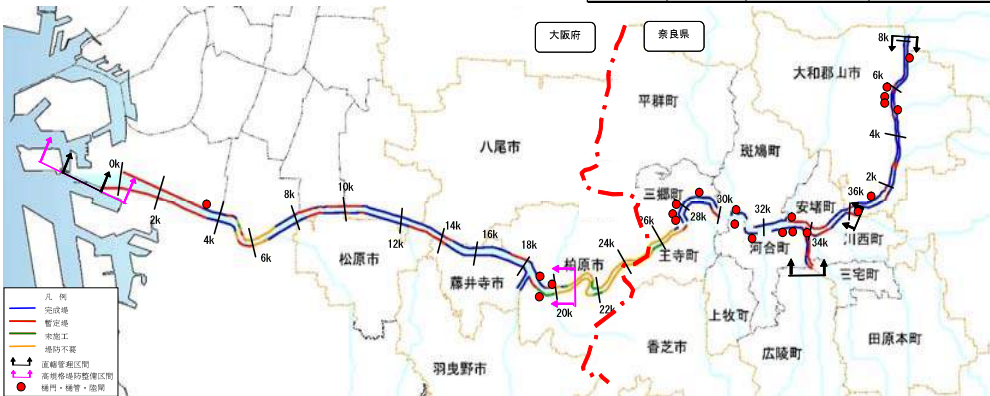 大阪府
奈良県
8k
大和郡山市
6k
平群町
4k
八尾市
斑鳩町
0k
2k
三郷町
36k
8k
10k
30k
安堵町
2k
32k
26k
28k
4k
14k
34k
川西町
12k
16k
河合町
6k
18k
24k
王寺町
松原市
柏原市
三宅町
藤井寺市
20k
22k
上牧町
田原本町
香芝市
広陵町
羽曳野市
凡 例
完成堤
暫定堤
未施工
堤防不要
直轄管理区間
高規格堤防整備区間
樋門・樋管・陸閘